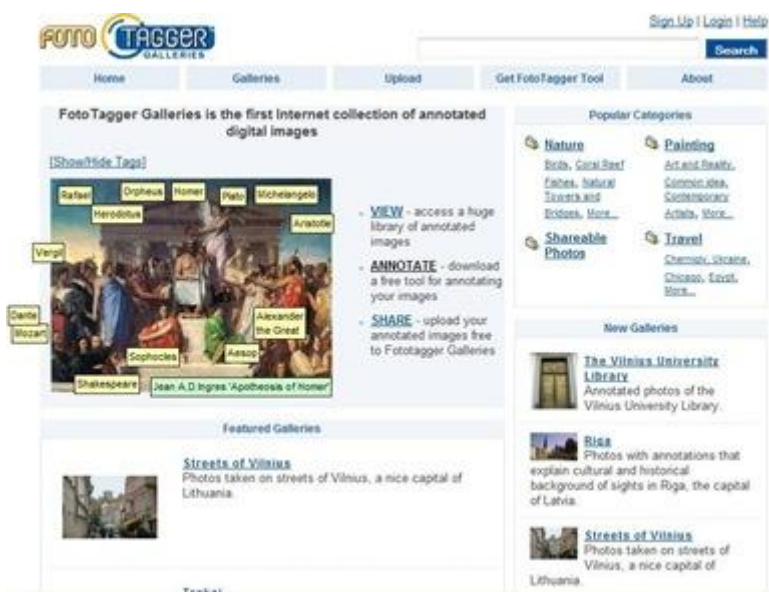 Sign Up | Login | Help
FOTO TAGGER
GALLERIES
Search
Home Galleries Upload Get FotoTagger Tool About
FotoTagger Galleries is the first Internet collection of annotated
digital images
[Show/Hide Tags]
Rafael Orpheus Homer Plato Michelangelo
Herodotus Aristotle
Vergil
Dante
Mozart
Alexander
the Great
Sophocles Aesop
Shakespeare Jean A.D.Ingres 'Apotheosis of Homer'
VIEW - access a huge
library of annotated
images
ANNOTATE - download
a free tool for annotating
your images
SHARE - upload your
annotated images free
to Fototagger Galleries
Featured Galleries
Streets of Vilnius
Photos taken on streets of Vilnius, a nice capital of
Lithuania.
Popular Categories
Nature
Birds, Coral Reef
Fishes, Natural
Towers and
Bridges, More...
Painting
Art and Reality,
Common idea,
Contemporary
Artists, More...
Shareable
Photos
Travel
Chernigiv, Ukraine,
Chicago, Egypt,
More...
New Galleries
The Vilnius University
Library
Annotated photos of the
Vilnius University Library.
Riga
Photos with annotations that
explain cultural and historical
background of sights in Riga, the capital
of Latvia.
Streets of Vilnius
Photos taken on streets of
Vilnius, a nice capital of
Lithuania.